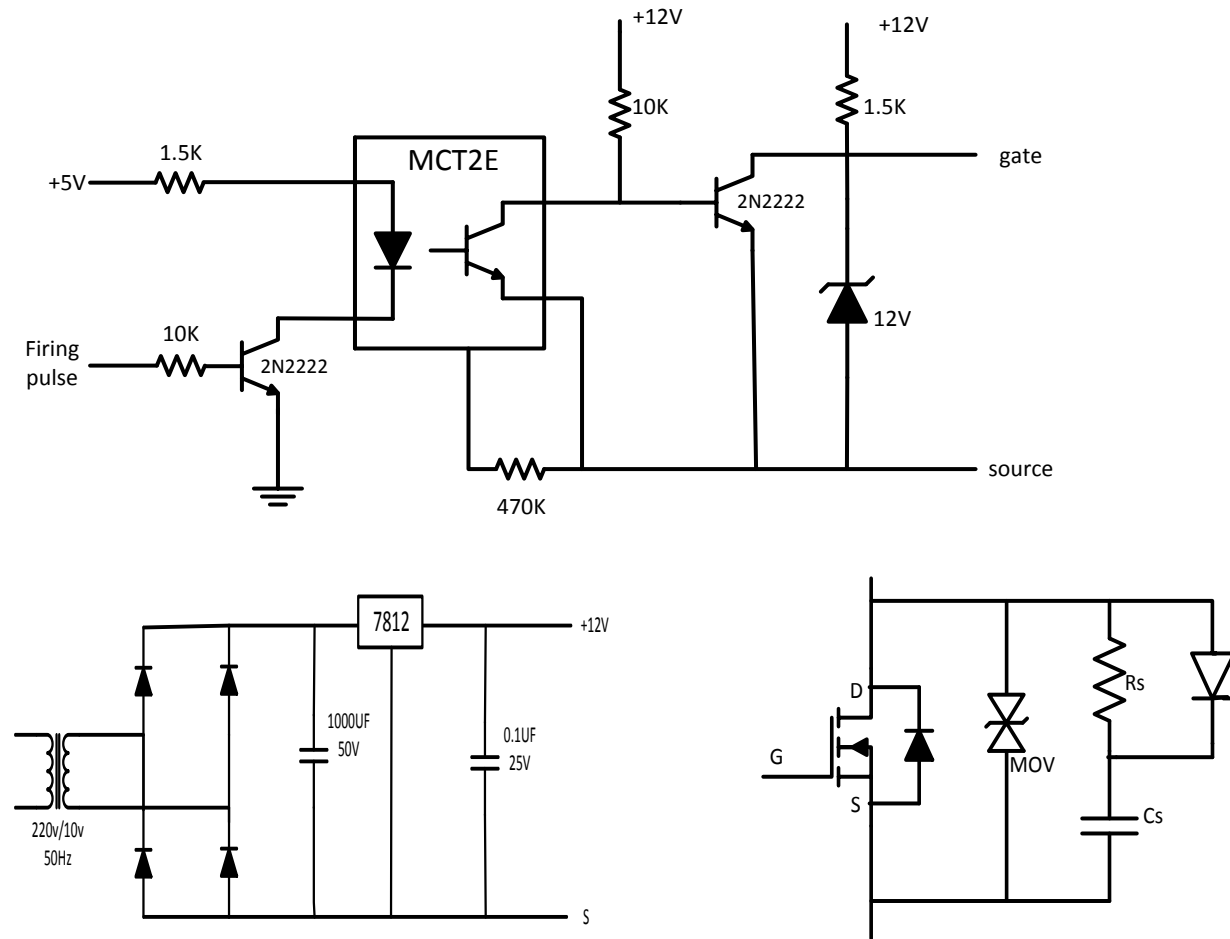 +12V
+12V
10K
1.5K
MCT2E
1.5K
gate
+5V
2N2222
12V
10K
Firing
pulse
2N2222
source
470K
7812
+12V
1000UF
50V
0.1UF
25V
220v/10v
50Hz
S
D
Rs
G
MOV
S
Cs